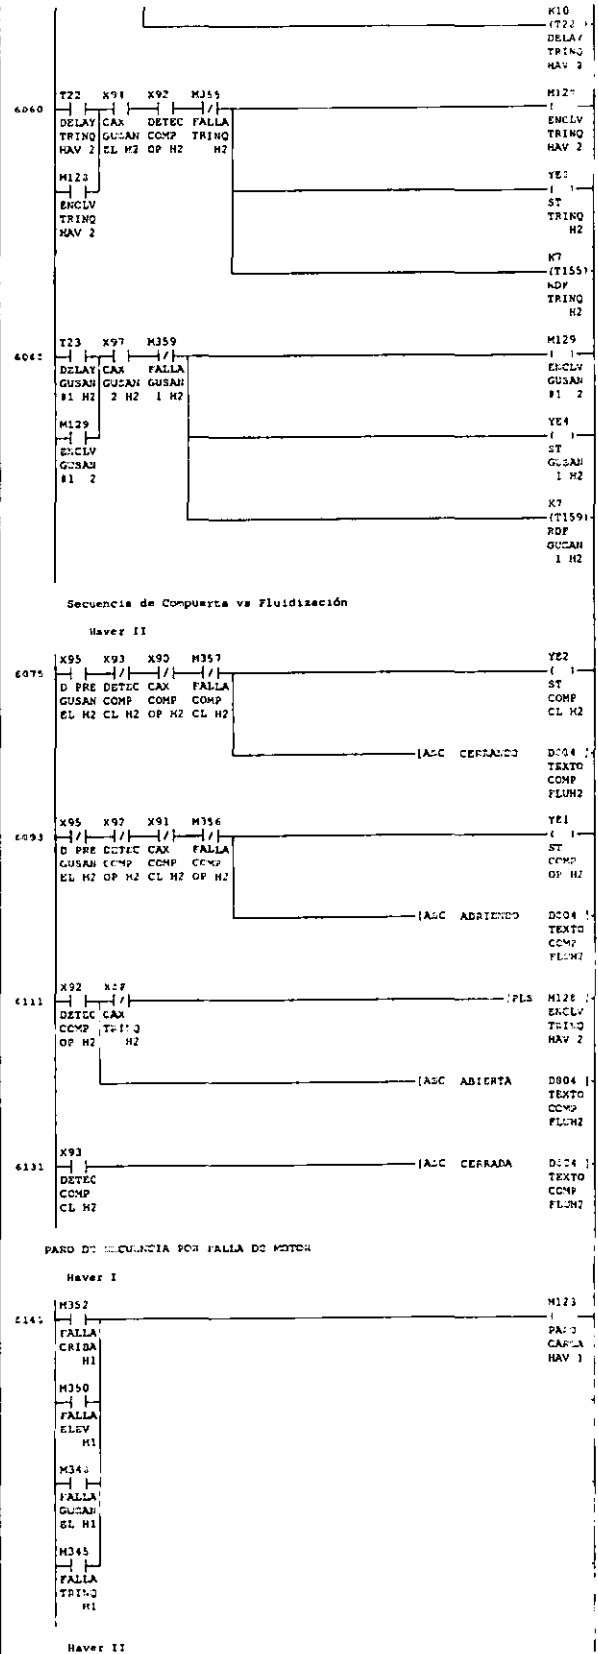 K10
(T22 )
DELAY
TRINQ
HAV 2
T22 X94 X92 M355
6060
DELAY CAX DETEC FALLA
TRINQ GUSAN COMP TRINQ
HAV 2 EL H2 OP H2 H2
ENCLV
TRINQ
HAV 2
M128
ENCLV
TRINQ
HAV 2
ST
TRINQ
H2
K7
(T155)
RDF
TRINQ
H2
T23 X97 M359
M129
DELAY CAX FALLA
GUSAN GUSAN GUSAN
#1 H2 2 H2 1 H2
ENCLV
GUSAN
#1 2
M129
ENCLV
GUSAN
#1 2
YE4
ST
GUSAN
1 H2
K7
(T159)
RDF
GUSAN
1 H2
Secuencia de Compuerta vs Fluidización
Haver II
X95 X93 X90 M357
YE2
6075
D PRE DETEC CAX FALLA
GUSAN COMP COMP COMP
EL H2 CL H2 OP H2 CL H2
ST
COMP
CL H2
[ASC CERRANDO D804 ]
TEXTO
COMP
FLUH2
X95 X92 X91 M356
YE1
6093
D PRE DETEC CAX FALLA
GUSAN COMP COMP COMP
EL H2 OP H2 CL H2 OP H2
ST
COMP
OP H2
[ASC ABRIENDO D804 ]
TEXTO
COMP
FLUH2
X92
6111
[PLS M128 ]
DETEC CAX
COMP TRINQ
OP H2 H2
ENCLV
TRINQ
HAV 2
[ASC ABIERTA D804 ]
TEXTO
COMP
FLUH2
X93
6131
[ASC CERRADA D804 ]
DETEC
COMP
CL H2
TEXTO
COMP
FLUH2
PARO DE SECUENCIA POR FALLA DE MOTOR
Haver I
M352
M123
FALLA
CRIBA
H1
PARO
CARGA
HAV 1
M350
FALLA
ELEV
H1
FALLA
GUSAN
EL H1
M345
FALLA
TRINQ
H1
Haver II